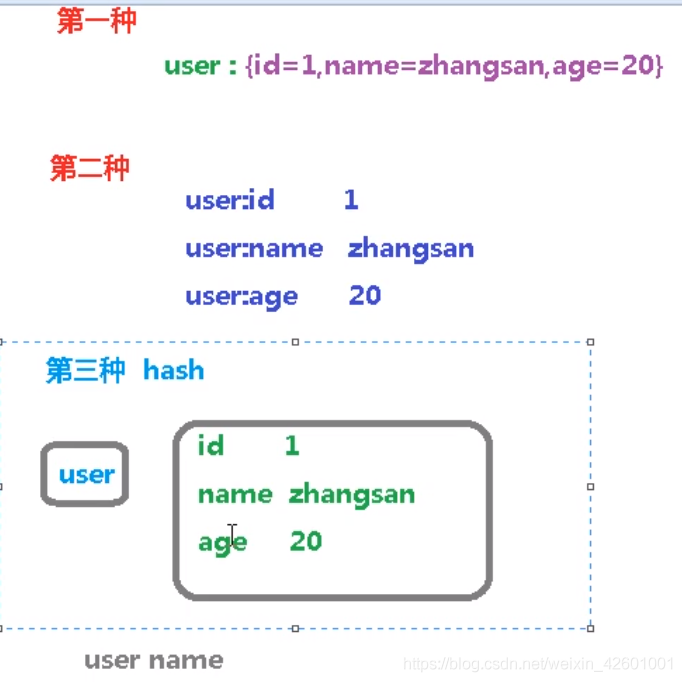 第一种
user : {id=1,name=zhangsan,age=20}
第二种
user:id 1
user:name zhangsan
user:age 20
第三种 hash
user
id 1
name zhangsan
age 20
user name
https://blog.csdn.net/weixin_42601001